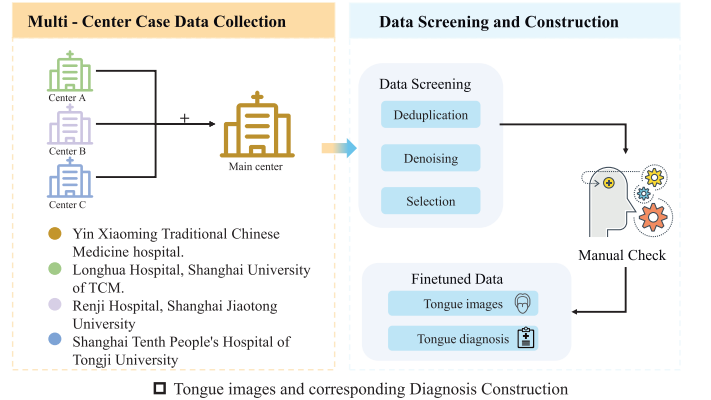 Multi - Center Case Data Collection
Center A
Center B
Center C
+
Main center
Yin Xiaoming Traditional Chinese
Medicine hospital.
Longhua Hospital, Shanghai University
of TCM.
Renji Hospital, Shanghai Jiaotong
University
Shanghai Tenth People's Hospital of
Tongji University
Data Screening and Construction
Data Screening
Deduplication
Denoising
Selection
Manual Check
Finetuned Data
Tongue images
Tongue diagnosis
Tongue images and corresponding Diagnosis Construction